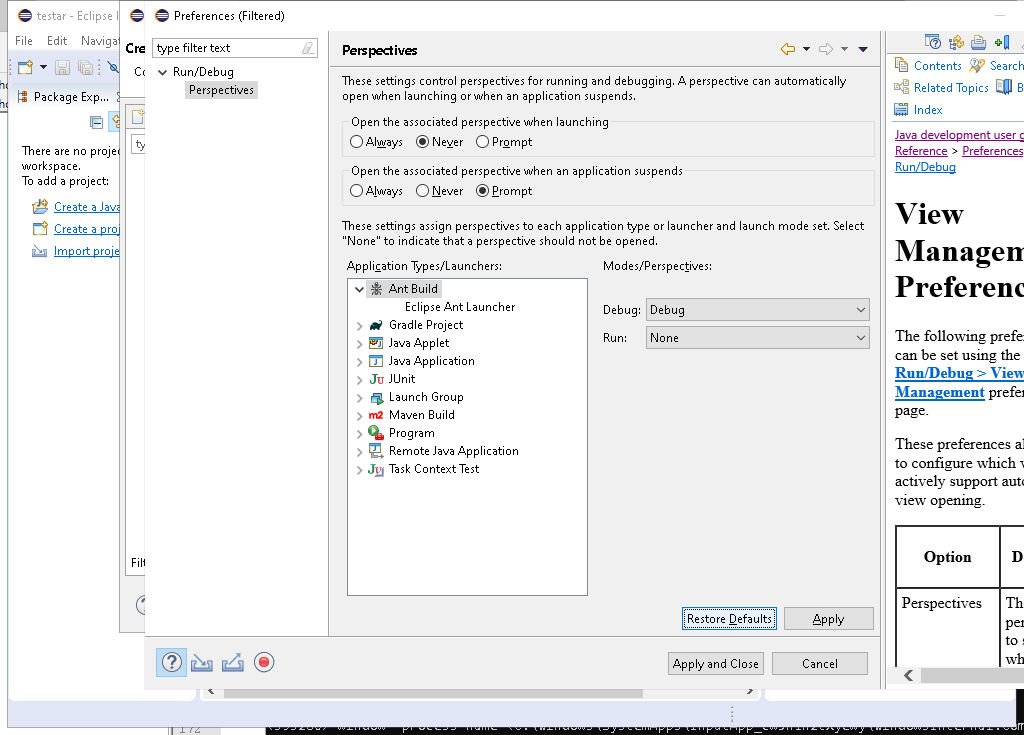 testar - Eclipse I
Preferences (Filtered)
File Edit Navigat
Cre
type filter text
Perspectives
Run/Debug
Perspectives
These settings control perspectives for running and debugging. A perspective can automatically
open when launching or when an application suspends.
Open the associated perspective when launching
Always Never Prompt
Open the associated perspective when an application suspends
Always Never Prompt
These settings assign perspectives to each application type or launcher and launch mode set. Select
"None" to indicate that a perspective should not be opened.
Application Types/Launchers:
Modes/Perspectives:
Ant Build
Eclipse Ant Launcher
Gradle Project
Java Applet
Java Application
JUnit
Launch Group
Maven Build
Program
Remote Java Application
Task Context Test
Debug: Debug
Run: None
Restore Defaults Apply
Apply and Close Cancel
Package Exp...
There are no projec
workspace.
To add a project:
Create a Java
Create a proj
Import proje
ty
Filt
Contents Search
Related Topics B
Index
Java development user g
Reference > Preferences
Run/Debug
View
Managem
Preferenc
The following prefer
can be set using the
Run/Debug > View
Management prefer
page.
These preferences al
to configure which v
actively support auto
view opening.
Option D
Perspectives Th
per
to s
wh
172